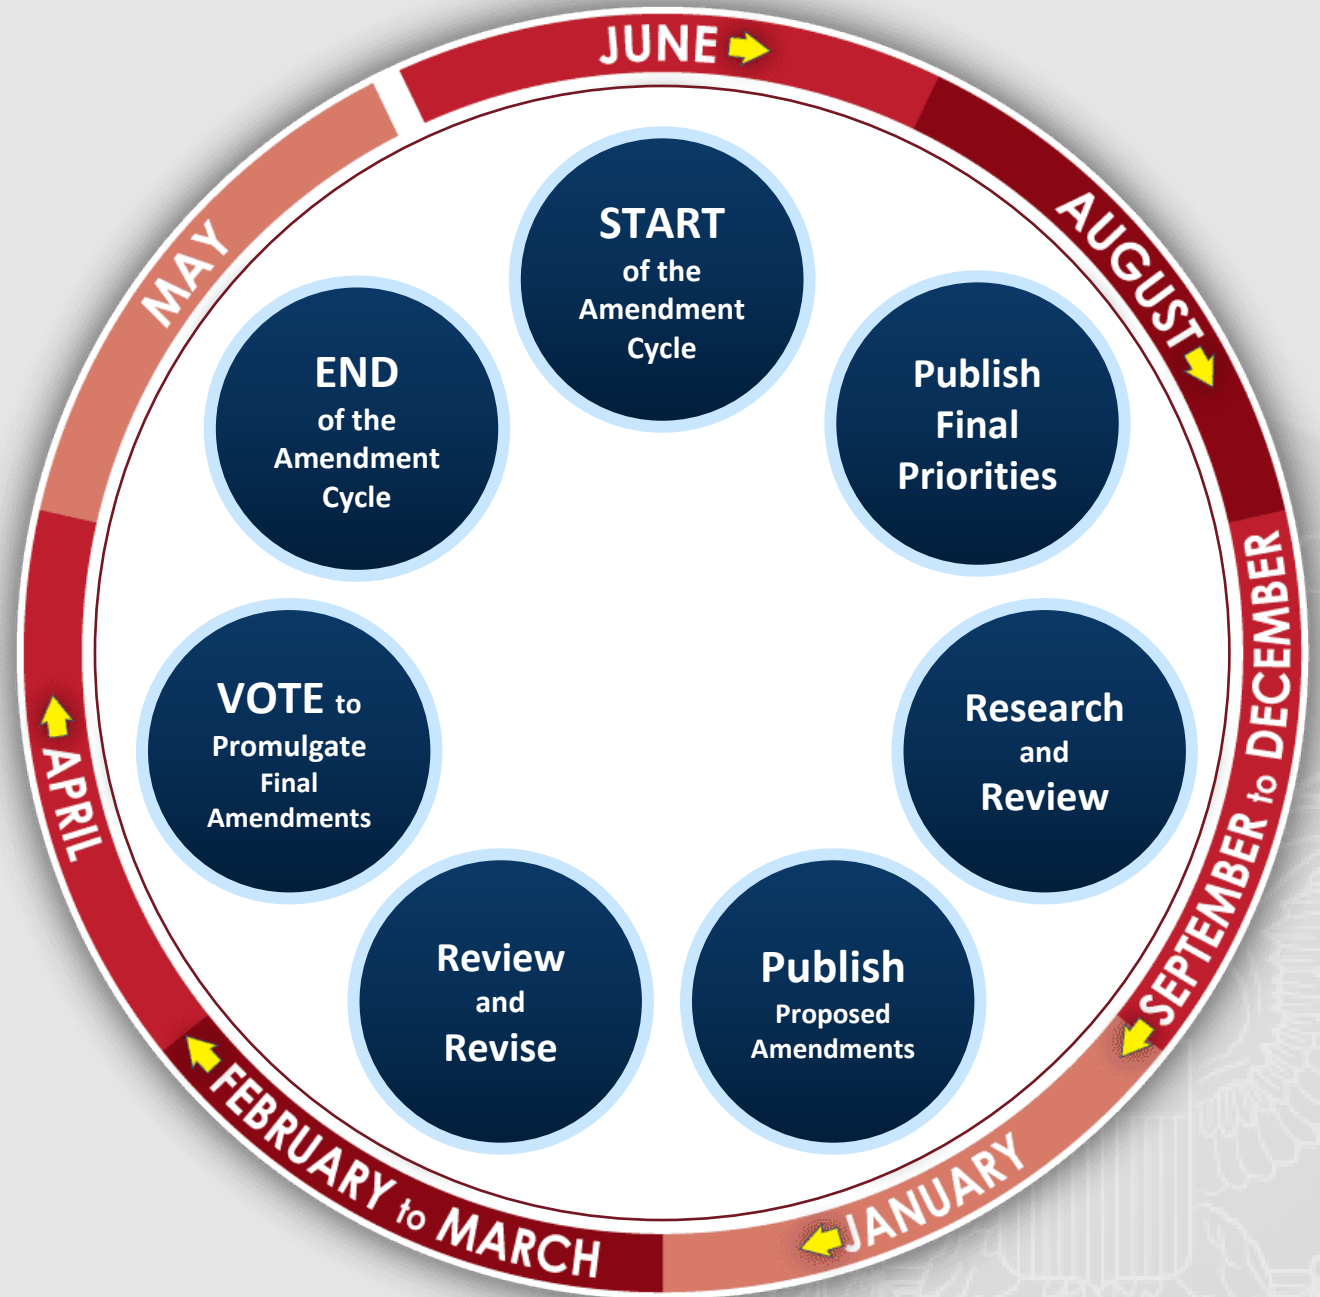 JUNE
START
of the
Amendment
Cycle
AUGUST
Publish
Final
Priorities
SEPTEMBER to DECEMBER
Research
and
Review
JANUARY
Publish
Proposed
Amendments
FEBRUARY to MARCH
Review
and
Revise
APRIL
VOTE to
Promulgate
Final
Amendments
MAY
END
of the
Amendment
Cycle